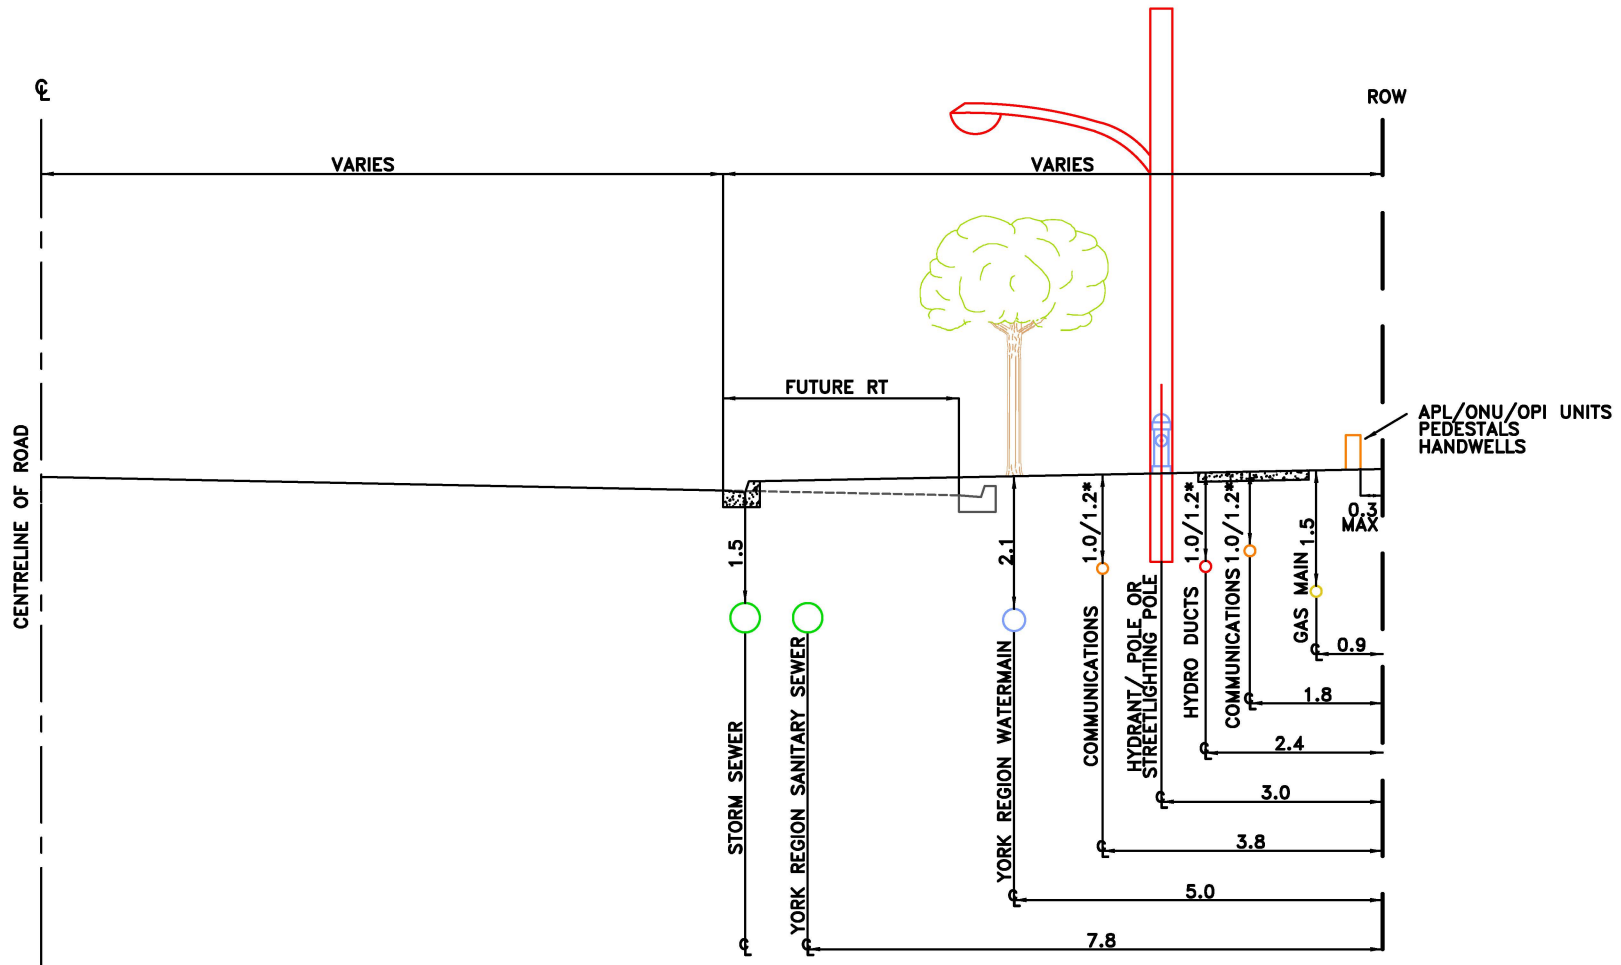 ℄
ROW
VARIES
VARIES
FUTURE RT
APL/ONU/OPI UNITS
PEDESTALS
HANDWELLS
CENTRELINE OF ROAD
0.3
MAX
1.5
2.1
1.0/1.2*
1.0/1.2*
1.0/1.2*
1.5
STORM SEWER
YORK REGION SANITARY SEWER
YORK REGION WATERMAIN
COMMUNICATIONS
HYDRANT/ POLE OR
STREETLIGHTING POLE
HYDRO DUCTS
COMMUNICATIONS
GAS MAIN
℄ 0.9
℄ 1.8
℄ 2.4
℄ 3.0
℄ 3.8
℄ 5.0
℄
℄ 7.8